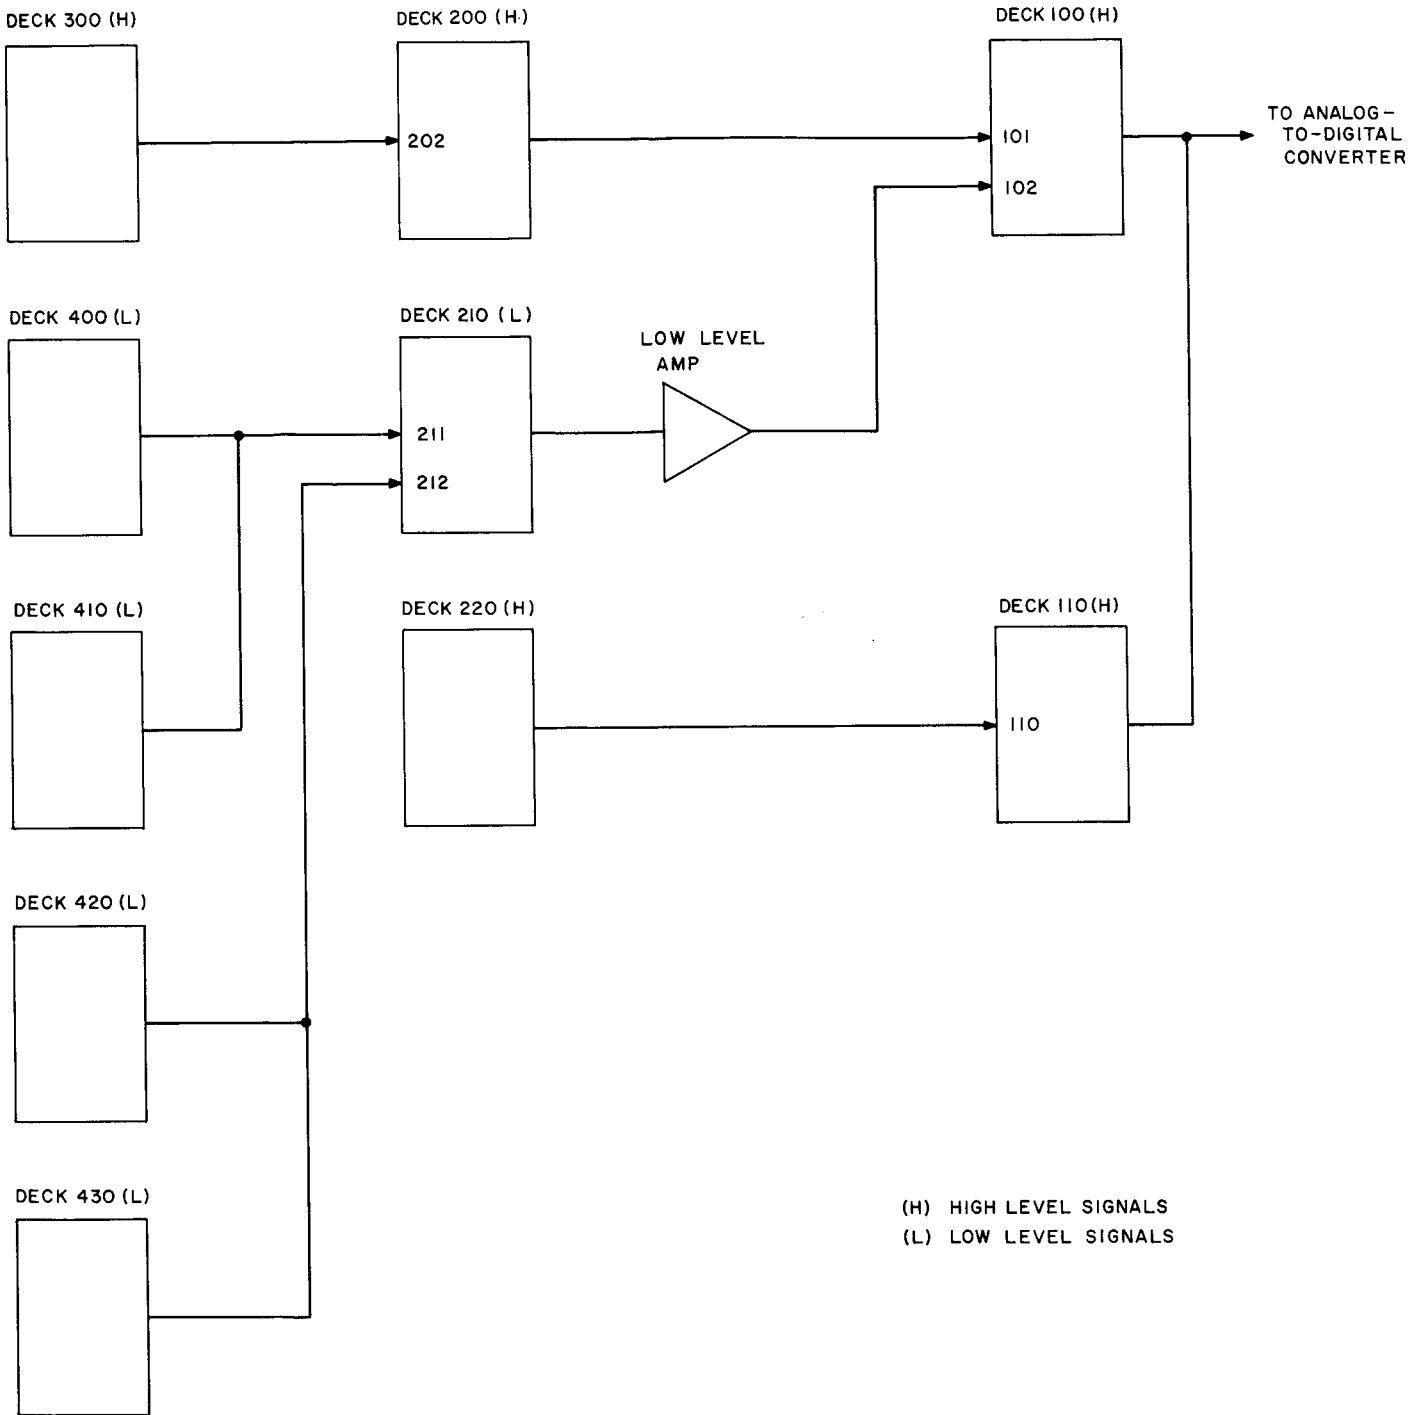 DECK 300 (H)
DECK 200 (H)
DECK 100 (H)
202
101
102
TO ANALOG-
TO-DIGITAL
CONVERTER
DECK 400 (L)
DECK 210 (L)
LOW LEVEL
AMP
211
212
DECK 410 (L)
DECK 220 (H)
DECK 110 (H)
110
DECK 420 (L)
DECK 430 (L)
(H) HIGH LEVEL SIGNALS
(L) LOW LEVEL SIGNALS